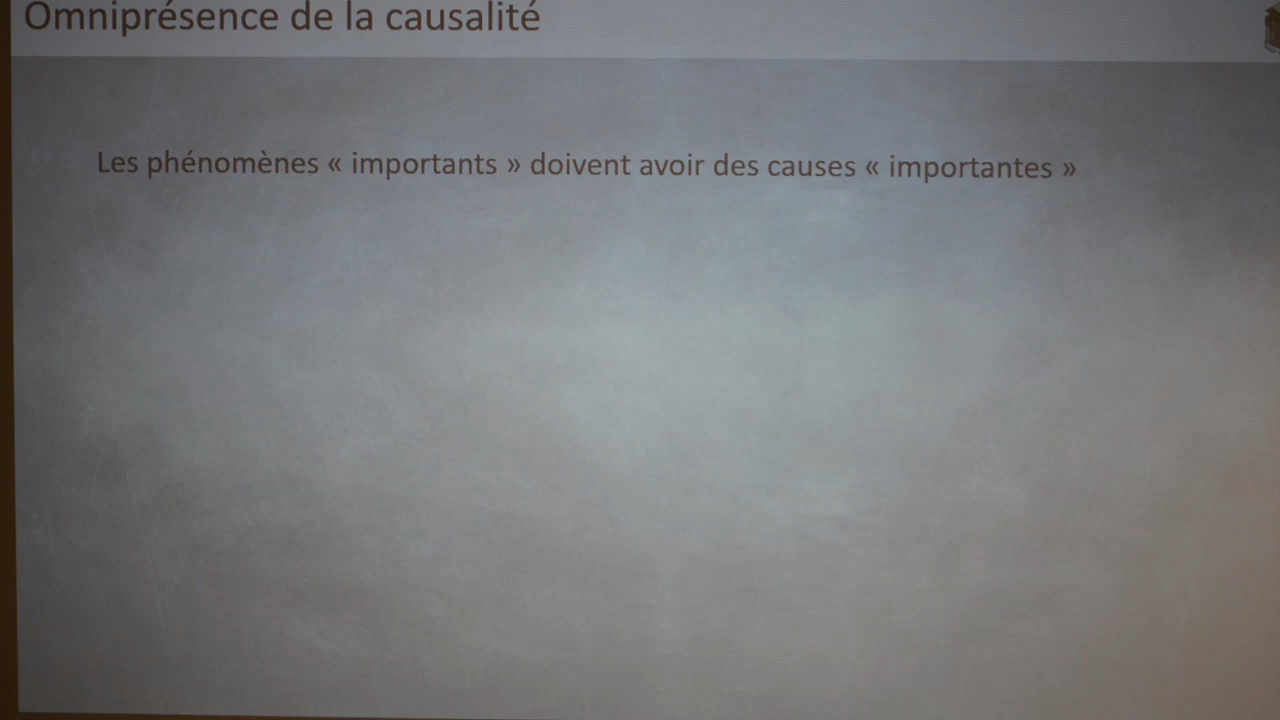 Omniprésence de la causalité
Les phénomènes « importants » doivent avoir des causes « importantes »